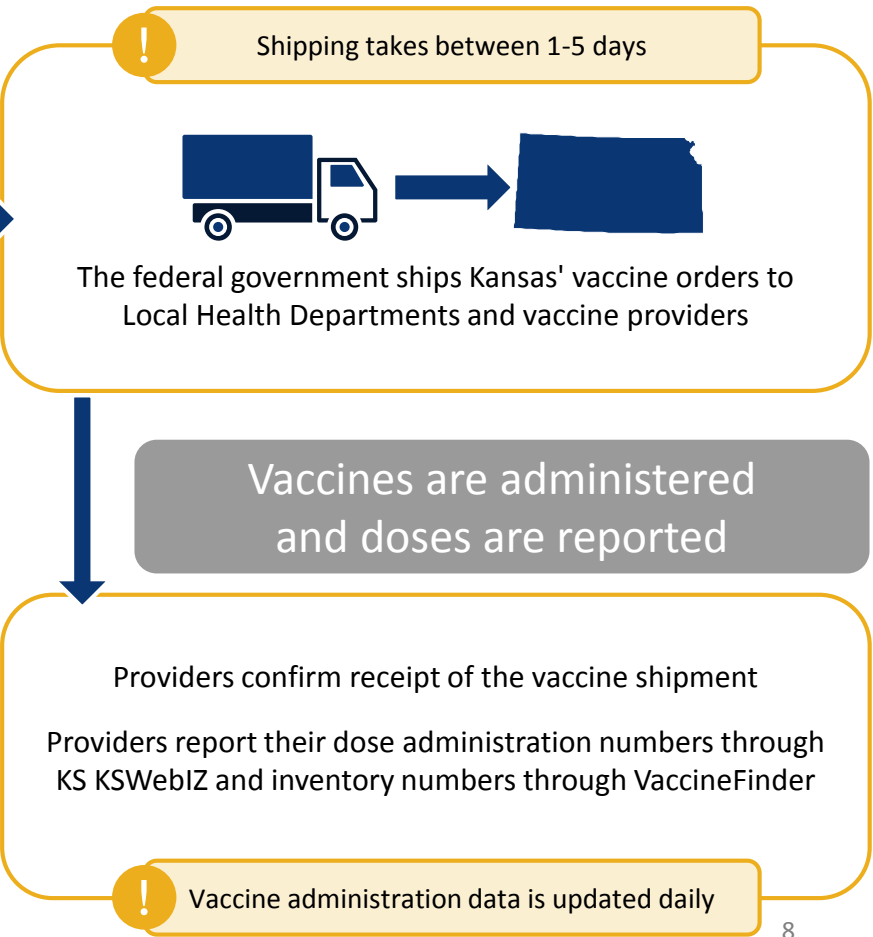 ! Shipping takes between 1-5 days
The federal government ships Kansas' vaccine orders to
Local Health Departments and vaccine providers
Vaccines are administered
and doses are reported
Providers confirm receipt of the vaccine shipment
Providers report their dose administration numbers through
KS KSWebIZ and inventory numbers through VaccineFinder
! Vaccine administration data is updated daily
8